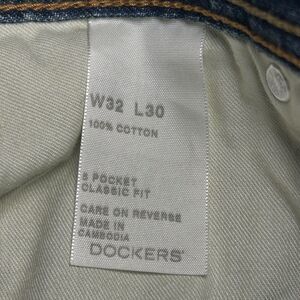 W32 L30
100% COTTON
5 POCKET
CLASSIC FIT
CARE ON REVERSE
MADE IN
CAMBODIA
DOCKERS®